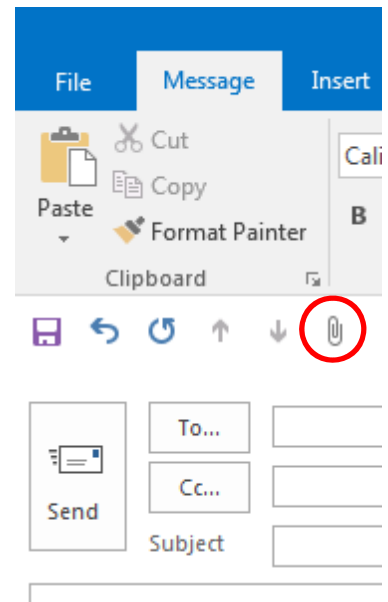 File Message Insert
Cut
Cali
Copy
Paste
B
Format Painter
Clipboard
To...
Cc...
Send
Subject